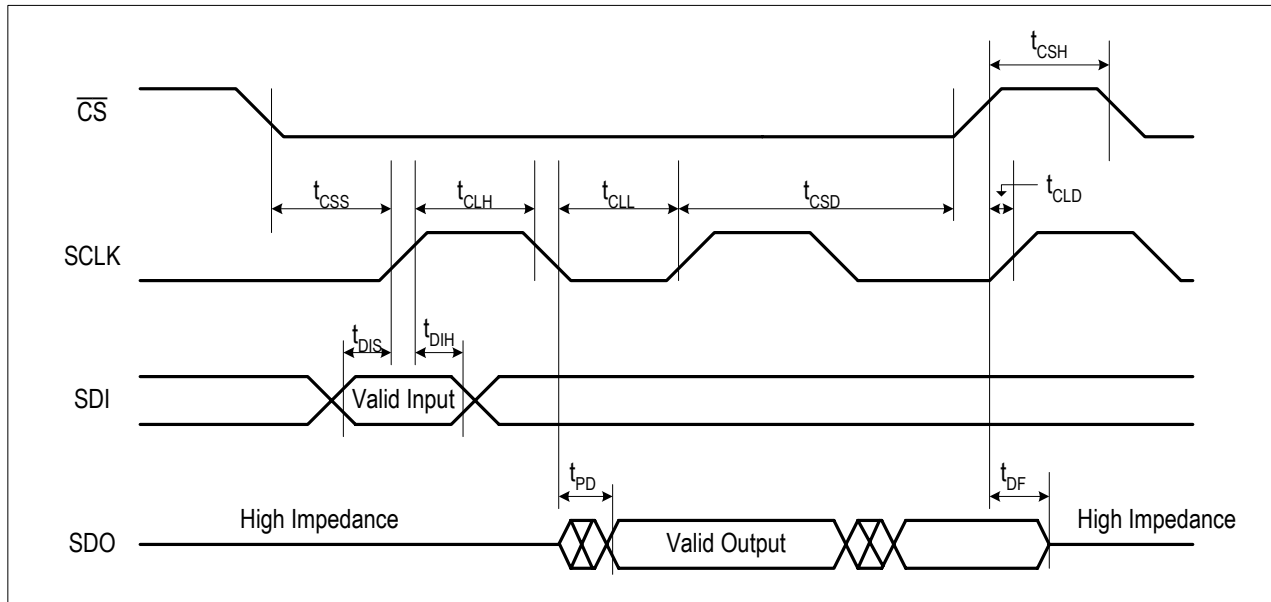 tCSH
CS
tCSS
tCLH
tCLL
tCSD
tCLD
SCLK
tDIS
tDIH
SDI
Valid Input
tPD
tDF
High Impedance
High Impedance
SDO
Valid Output